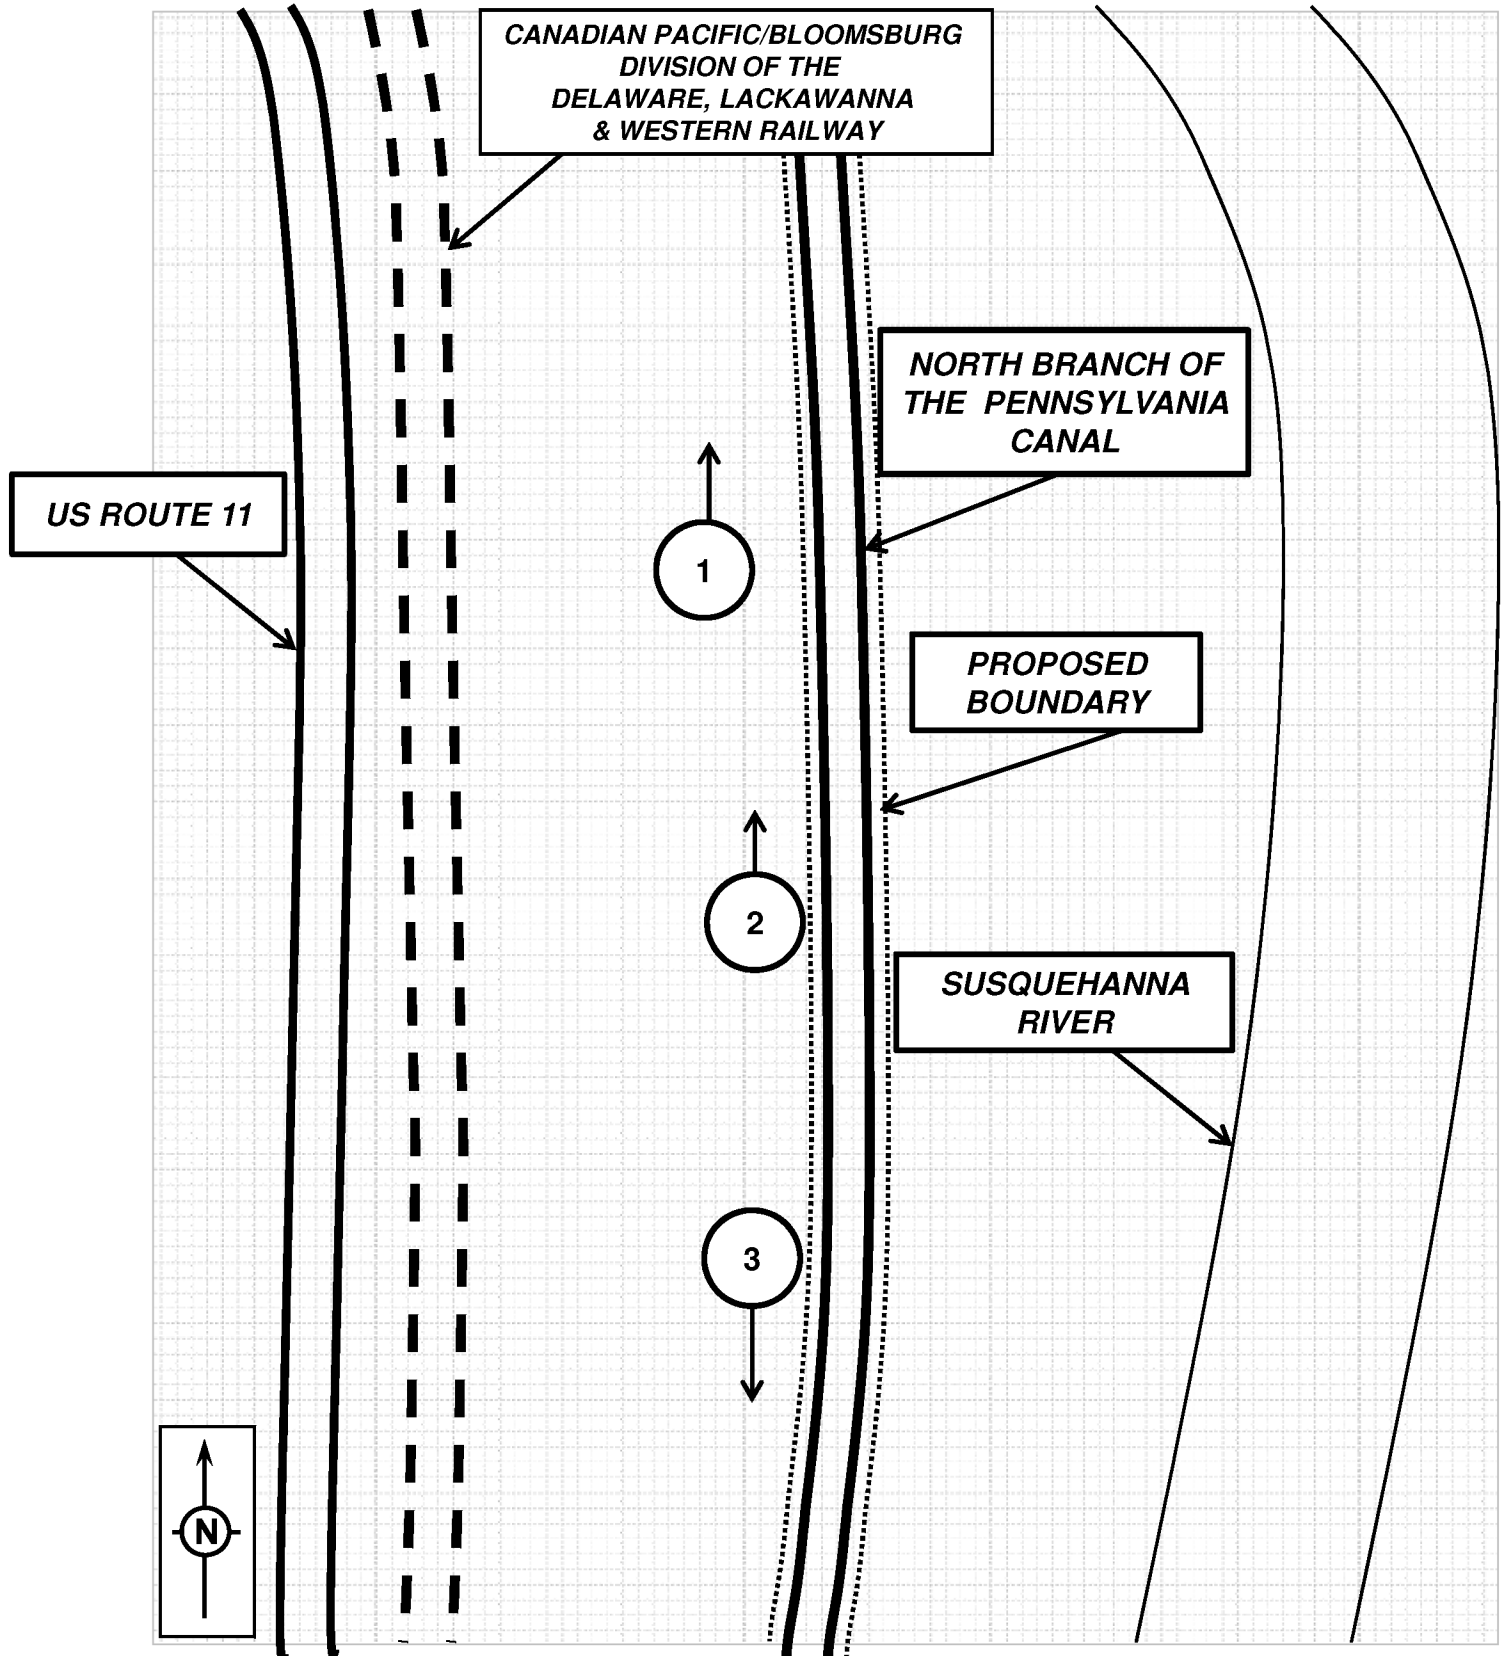 CANADIAN PACIFIC/BLOOMSBURG
DIVISION OF THE
DELAWARE, LACKAWANNA
& WESTERN RAILWAY
NORTH BRANCH OF
THE PENNSYLVANIA
CANAL
US ROUTE 11
1
PROPOSED
BOUNDARY
2
SUSQUEHANNA
RIVER
3
N